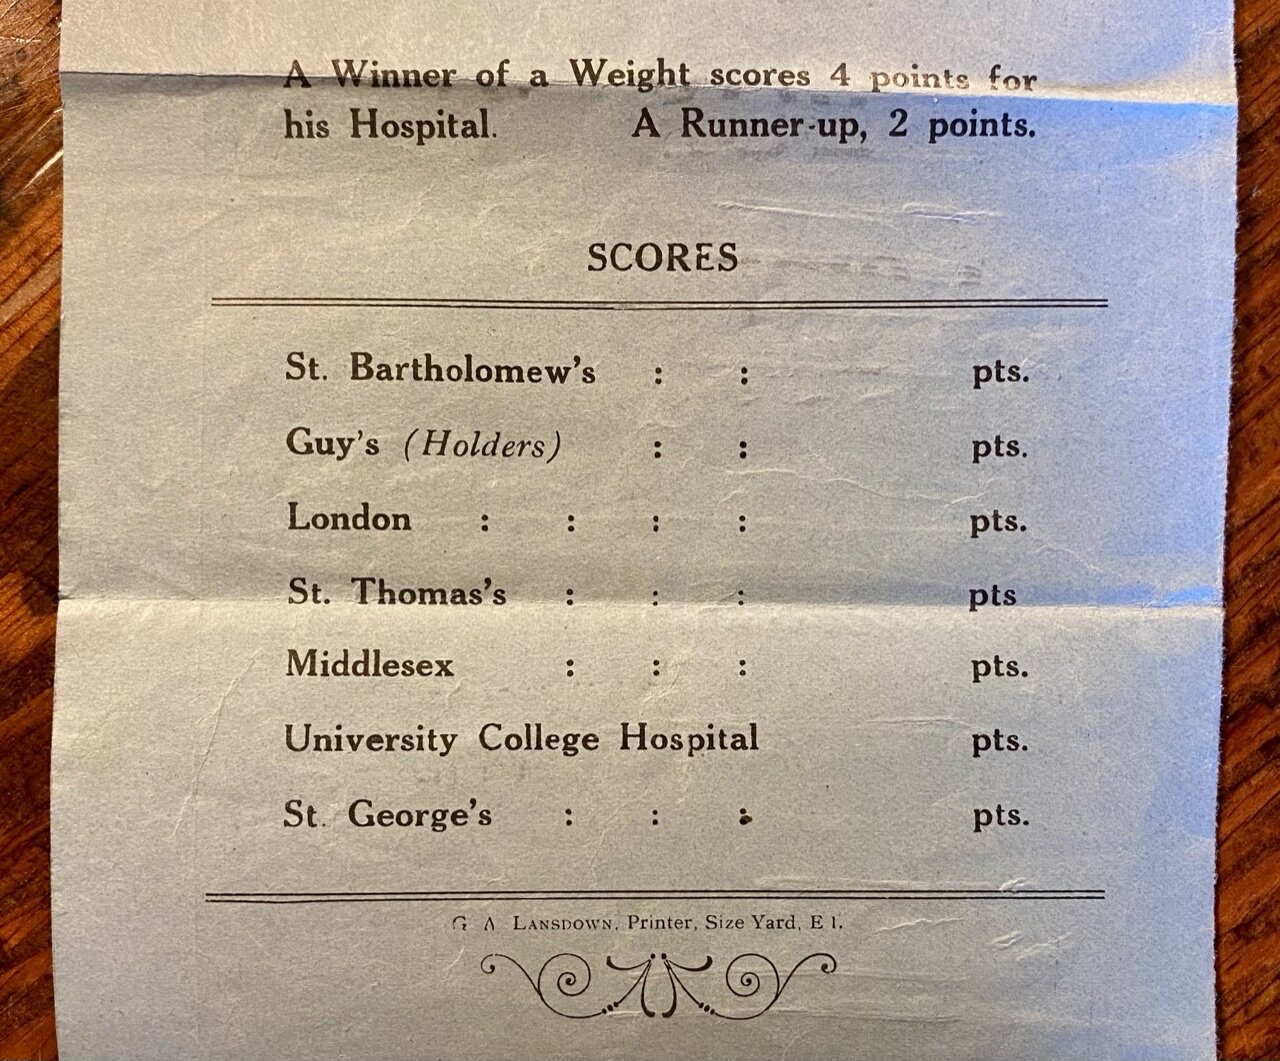 A Winner of a Weight scores 4 points for
his Hospital. A Runner-up, 2 points.
SCORES
St. Bartholomew's : : pts.
Guy's (Holders) : : pts.
London : : : : pts.
St. Thomas's : : : pts
Middlesex : : : pts.
University College Hospital pts.
St. George's : : : pts.
G A LANSDOWN, Printer, Size Yard, E 1.